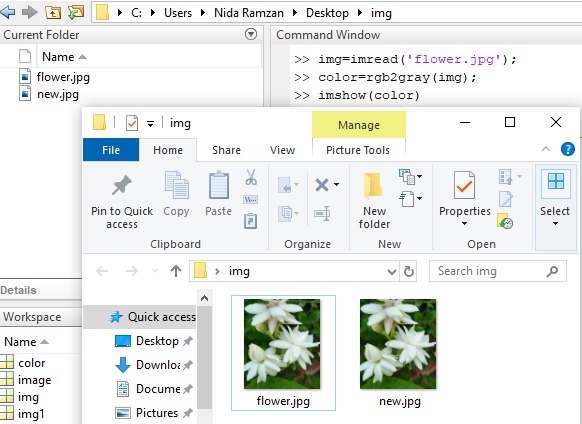 C: Users Nida Ramzan Desktop img
Current Folder
Name
flower.jpg
new.jpg
Command Window
>> img=imread('flower.jpg');
>> color=rgb2gray(img);
>> imshow(color)
img
Manage
File Home Share View Picture Tools
Pin to Quick access
Copy
Paste
New folder
Properties
Select
Clipboard
Organize
New
Open
img
Search img
Quick access
Desktop
Downloa
Docume
Pictures
flower.jpg
new.jpg
Details
Workspace
Name
color
image
img
img1